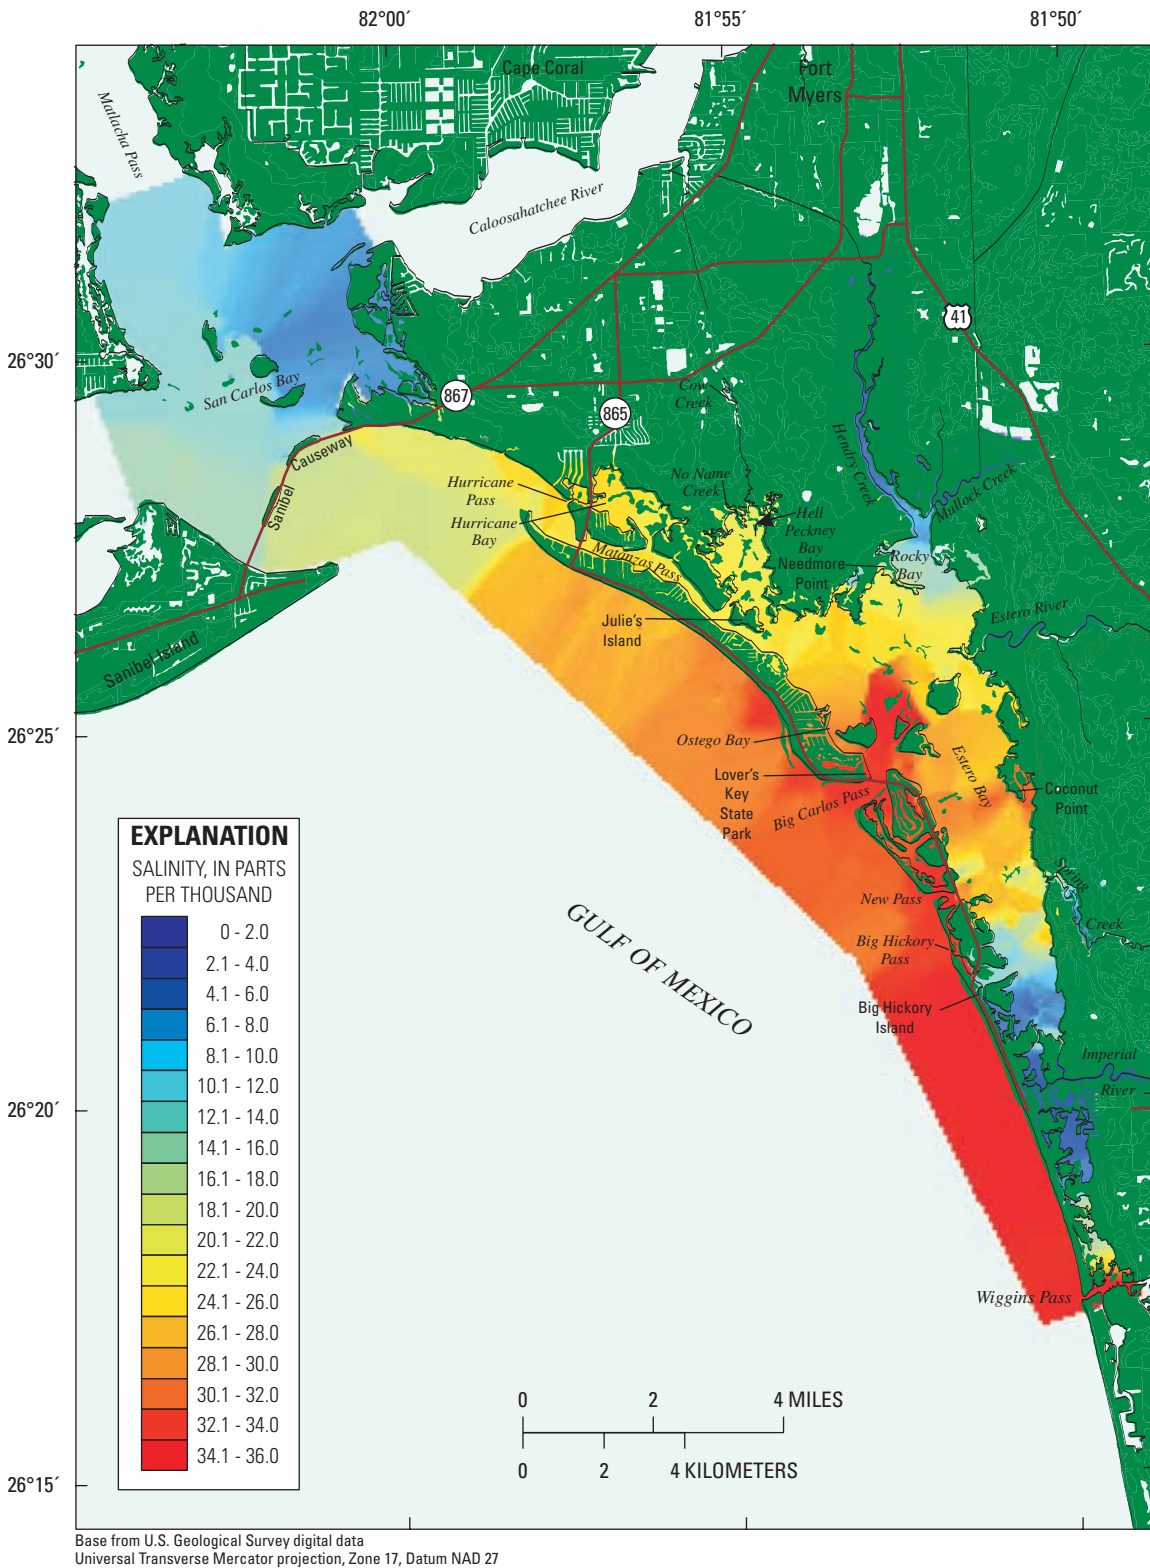 82°00´
81°55´
81°50´
Cape Coral
Fort
Myers
Matlacha Pass
Caloosahatchee River
41
26°30´
San Carlos Bay
867
865
Cow
Creek
Hendry Creek
Causeway
Sanibel
Hurricane
Pass
No Name
Creek
Mullock Creek
Hurricane
Bay
Hell
Peckney
Bay
Matanzas Pass
Needmore
Point
Rocky
Bay
Julie's
Island
Estero River
Sanibel Island
26°25´
Ostego Bay
Estero Bay
Lover's
Key
State
Park
Big Carlos Pass
Coconut
Point
EXPLANATION
SALINITY, IN PARTS
PER THOUSAND
0 - 2.0
2.1 - 4.0
4.1 - 6.0
6.1 - 8.0
8.1 - 10.0
10.1 - 12.0
12.1 - 14.0
14.1 - 16.0
16.1 - 18.0
18.1 - 20.0
20.1 - 22.0
22.1 - 24.0
24.1 - 26.0
26.1 - 28.0
28.1 - 30.0
30.1 - 32.0
32.1 - 34.0
34.1 - 36.0
Spring
Creek
New Pass
GULF OF MEXICO
Big Hickory
Pass
Big Hickory
Island
Imperial
River
26°20´
Wiggins Pass
0 2 4 MILES
0 2 4 KILOMETERS
26°15´
Base from U.S. Geological Survey digital data
Universal Transverse Mercator projection, Zone 17, Datum NAD 27